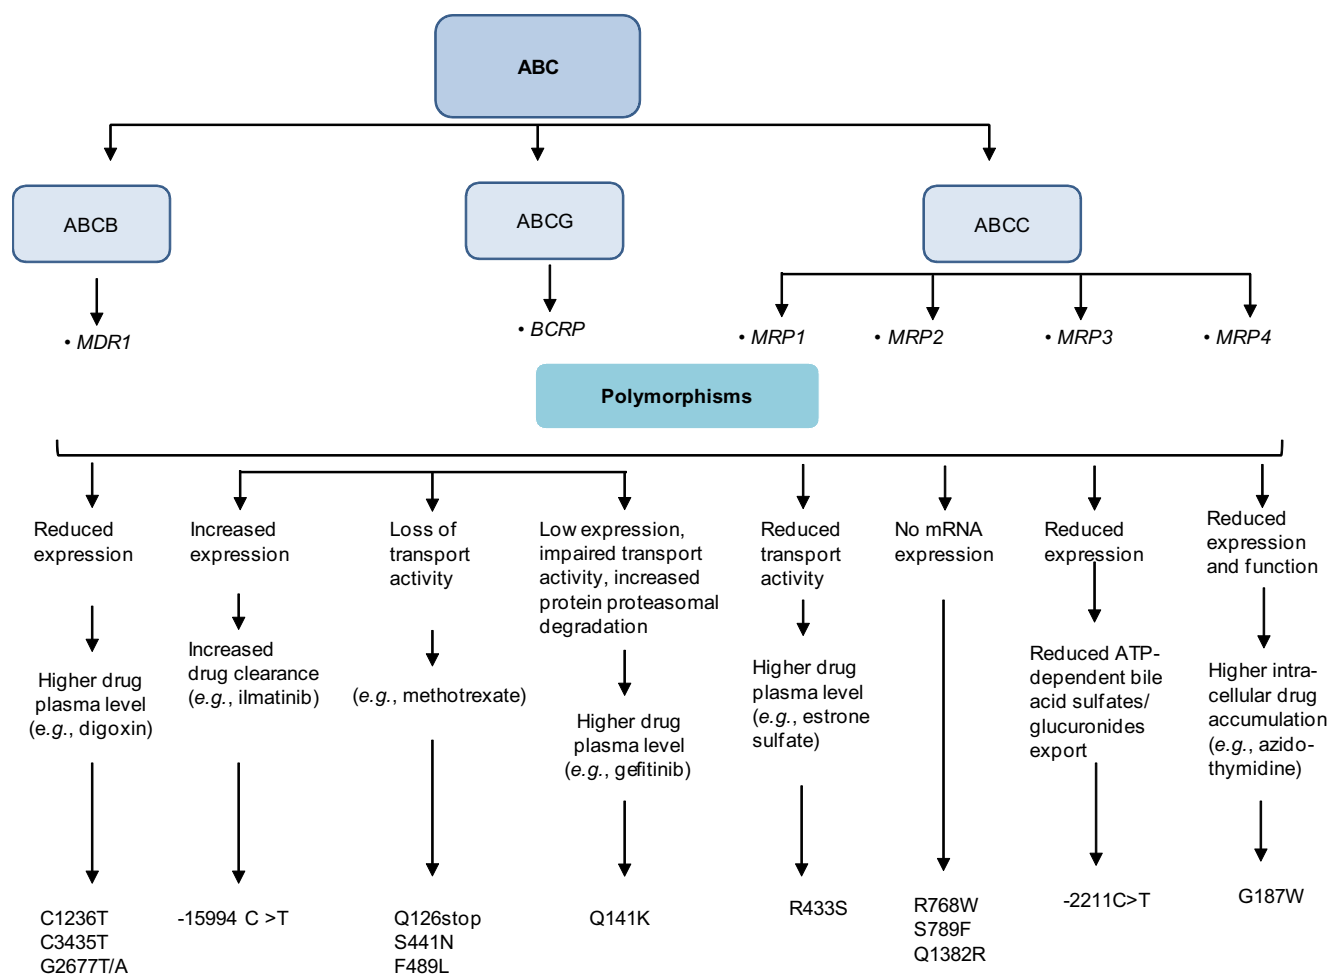 ABC
ABCB
ABCG
ABCC
• MDR1
• BCRP
• MRP1
• MRP2
• MRP3
• MRP4
Polymorphisms
Reduced
expression
Higher drug
plasma level
(e.g., digoxin)
C1236T
C3435T
G2677T/A
Increased
expression
Increased
drug clearance
(e.g., ilmatinib)
-15994 C >T
Loss of
transport
activity
(e.g., methotrexate)
Q126stop
S441N
F489L
Low expression,
impaired transport
activity, increased
protein proteasomal
degradation
Higher drug
plasma level
(e.g., gefitinib)
Q141K
Reduced
transport
activity
Higher drug
plasma level
(e.g., estrone
sulfate)
R433S
No mRNA
expression
R768W
S789F
Q1382R
Reduced
expression
Reduced ATP-
dependent bile
acid sulfates/
glucuronides
export
-2211C>T
Reduced
expression
and function
Higher intra-
cellular drug
accumulation
(e.g., azido-
thymidine)
G187W